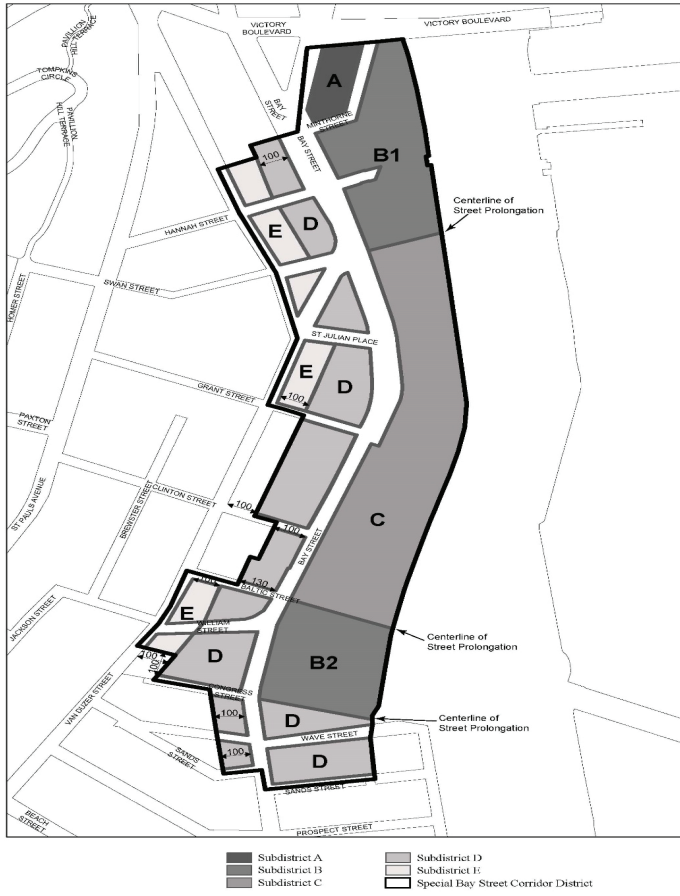 VICTORY
BOULEVARD
VICTORY BOULEVARD
PAVILLION
HILL TERRACE
TOMPKINS
CIRCLE
PAVILLION
HILL TERRACE
BAY
STREET
A
MINTHORNE
STREET
BAY STREET
100
B1
Centerline of
Street Prolongation
HANNAH STREET
E
D
HOMER STREET
SWAN STREET
ST JULIAN PLACE
E
D
100
GRANT STREET
PAXTON
STREET
ST PAULS AVENUE
BREWSTER STREET
CLINTON STREET
100
100
C
BAY STREET
130
BALTIC STREET
100
E
WILLIAM
STREET
JACKSON STREET
Centerline of
Street Prolongation
D
B2
100
100
VAN DUZER STREET
CONGRESS
STREET
100
D
Centerline of
Street Prolongation
WAVE STREET
SANDS
STREET
100
D
SANDS STREET
BEACH
STREET
PROSPECT STREET
Subdistrict A
Subdistrict B
Subdistrict C
Subdistrict D
Subdistrict E
Special Bay Street Corridor District